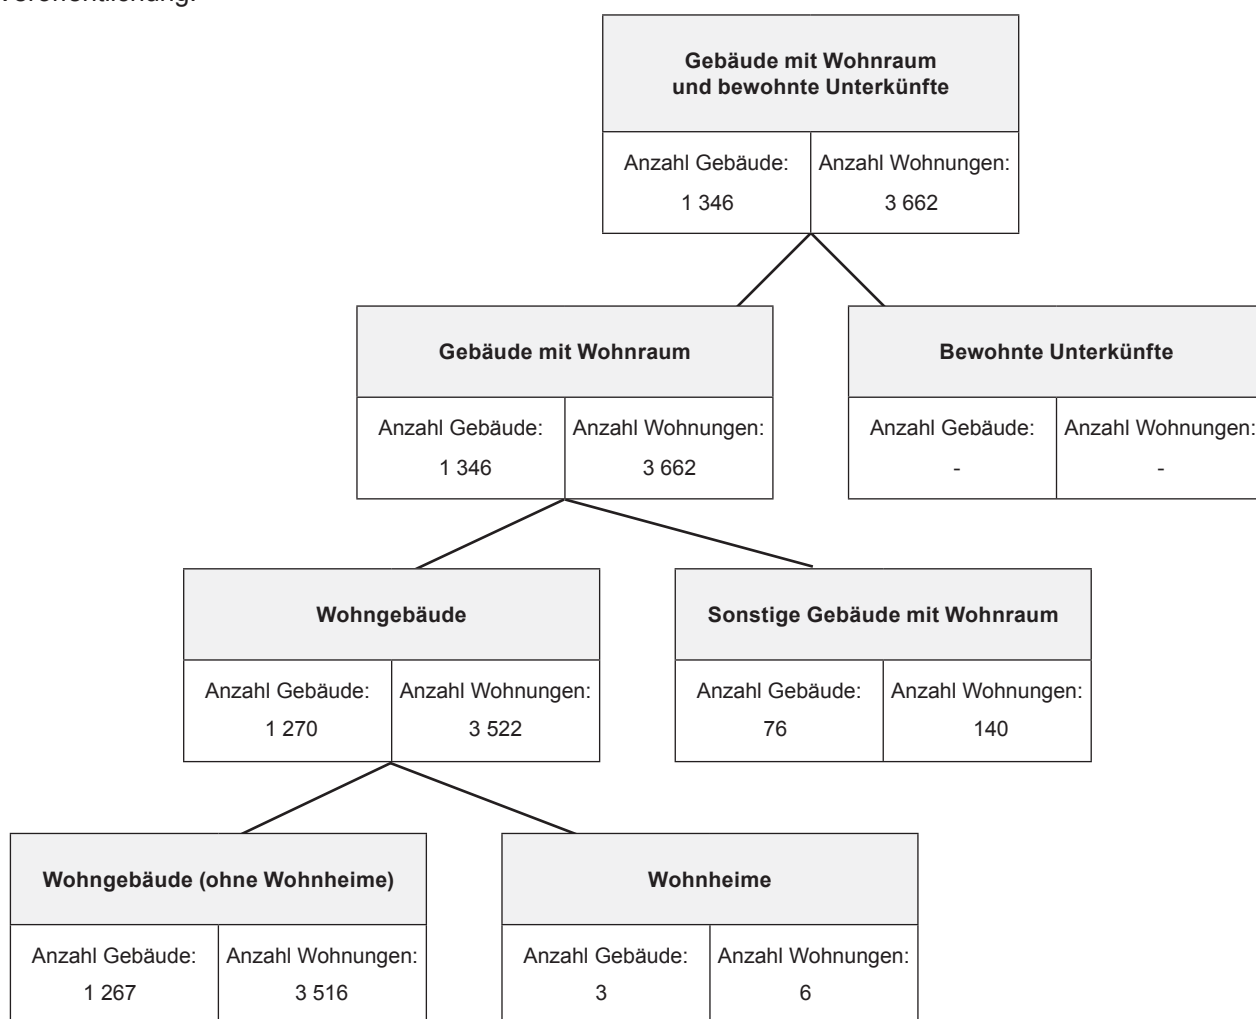 Veröffentlichung.
Gebäude mit Wohnraum
und bewohnte Unterkünfte
Anzahl Gebäude: Anzahl Wohnungen:
1 346 3 662
Gebäude mit Wohnraum Bewohnte Unterkünfte
Anzahl Gebäude: Anzahl Wohnungen: Anzahl Gebäude: Anzahl Wohnungen:
1 346 3 662 - -
Wohngebäude Sonstige Gebäude mit Wohnraum
Anzahl Gebäude: Anzahl Wohnungen: Anzahl Gebäude: Anzahl Wohnungen:
1 270 3 522 76 140
Wohngebäude (ohne Wohnheime) Wohnheime
Anzahl Gebäude: Anzahl Wohnungen: Anzahl Gebäude: Anzahl Wohnungen:
1 267 3 516 3 6